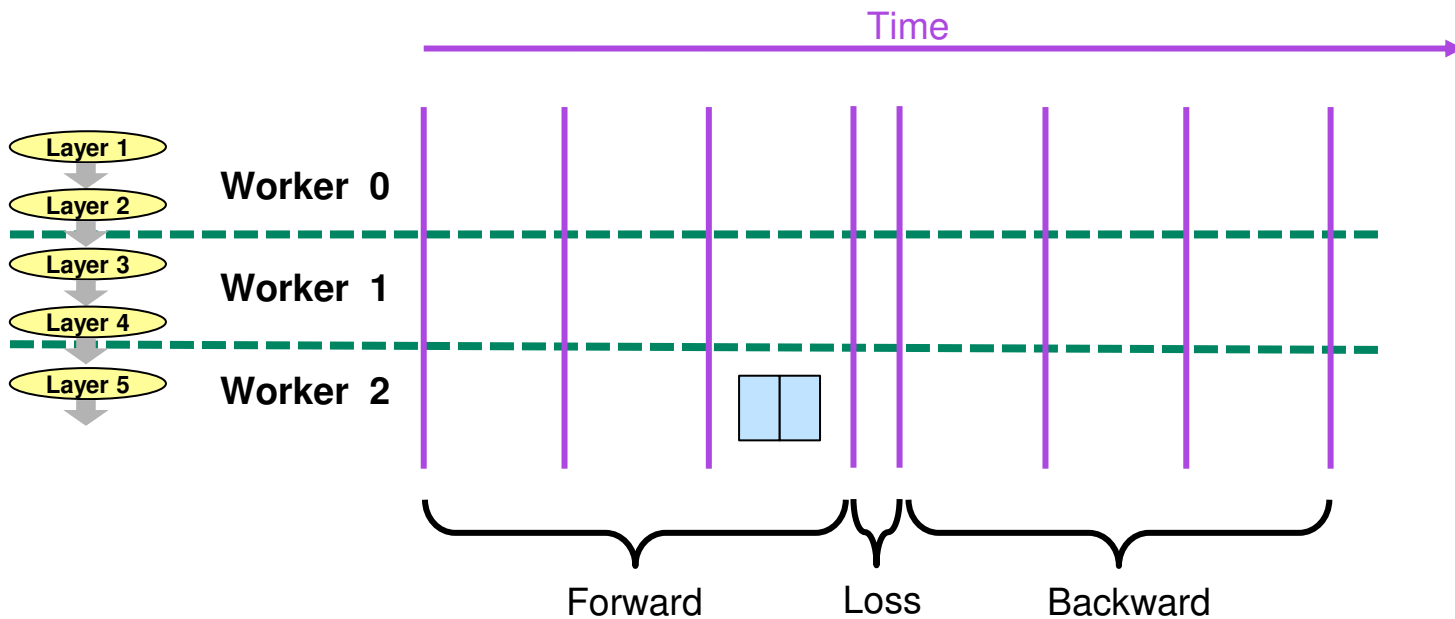 Time
Layer 1
Layer 2
Worker 0
Layer 3
Layer 4
Worker 1
Layer 5
Worker 2
Forward
Loss
Backward